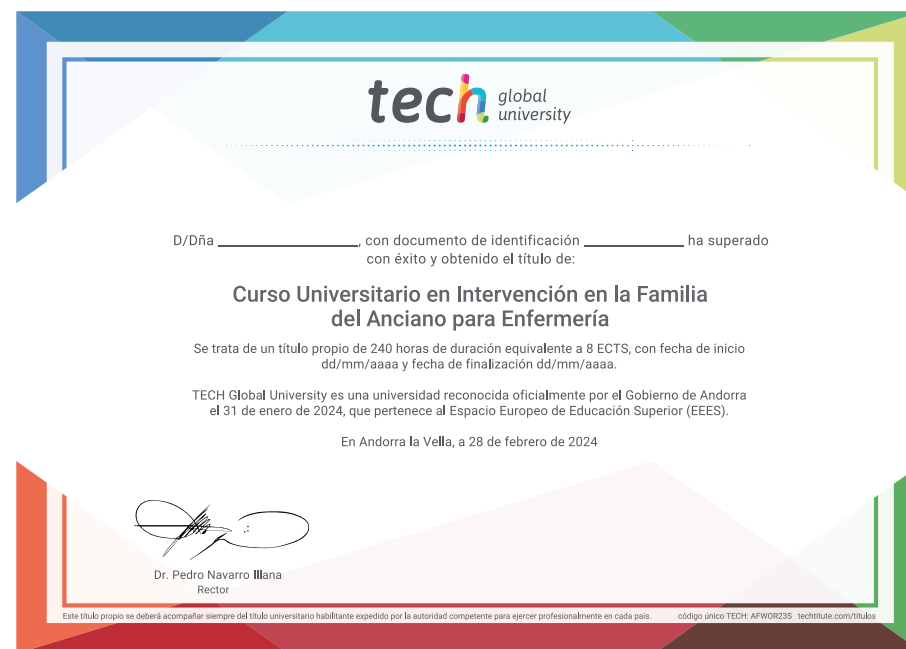 tech global university
D/Dña ____________________, con documento de identificación ______________ ha superado
con éxito y obtenido el título de:
Curso Universitario en Intervención en la Familia
del Anciano para Enfermería
Se trata de un título propio de 240 horas de duración equivalente a 8 ECTS, con fecha de inicio
dd/mm/aaaa y fecha de finalización dd/mm/aaaa.
TECH Global University es una universidad reconocida oficialmente por el Gobierno de Andorra
el 31 de enero de 2024, que pertenece al Espacio Europeo de Educación Superior (EEES).
En Andorra la Vella, a 28 de febrero de 2024
Dr. Pedro Navarro Illana
Rector
Este título propio se deberá acompañar siempre del título universitario habilitante expedido por la autoridad competente para ejercer profesionalmente en cada país. código único TECH: AFWOR23S techtitute.com/titulos